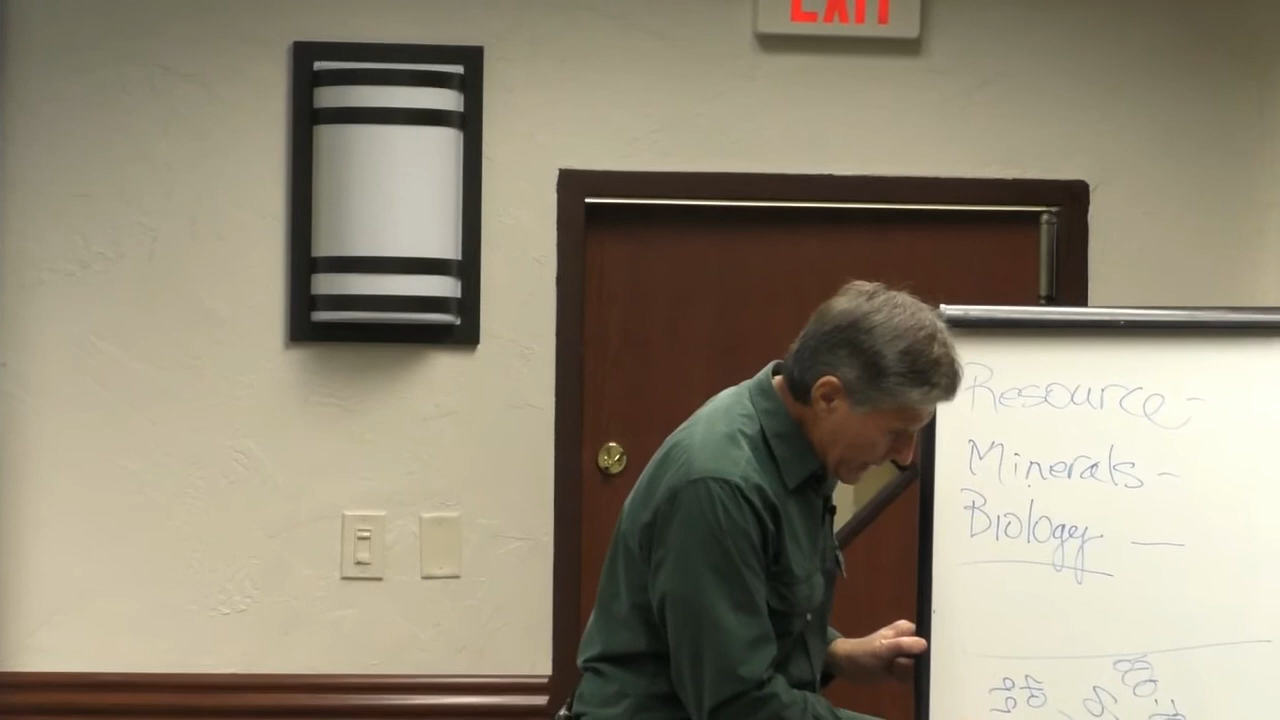 EXIT
Resource -
Minerals -
Biology —